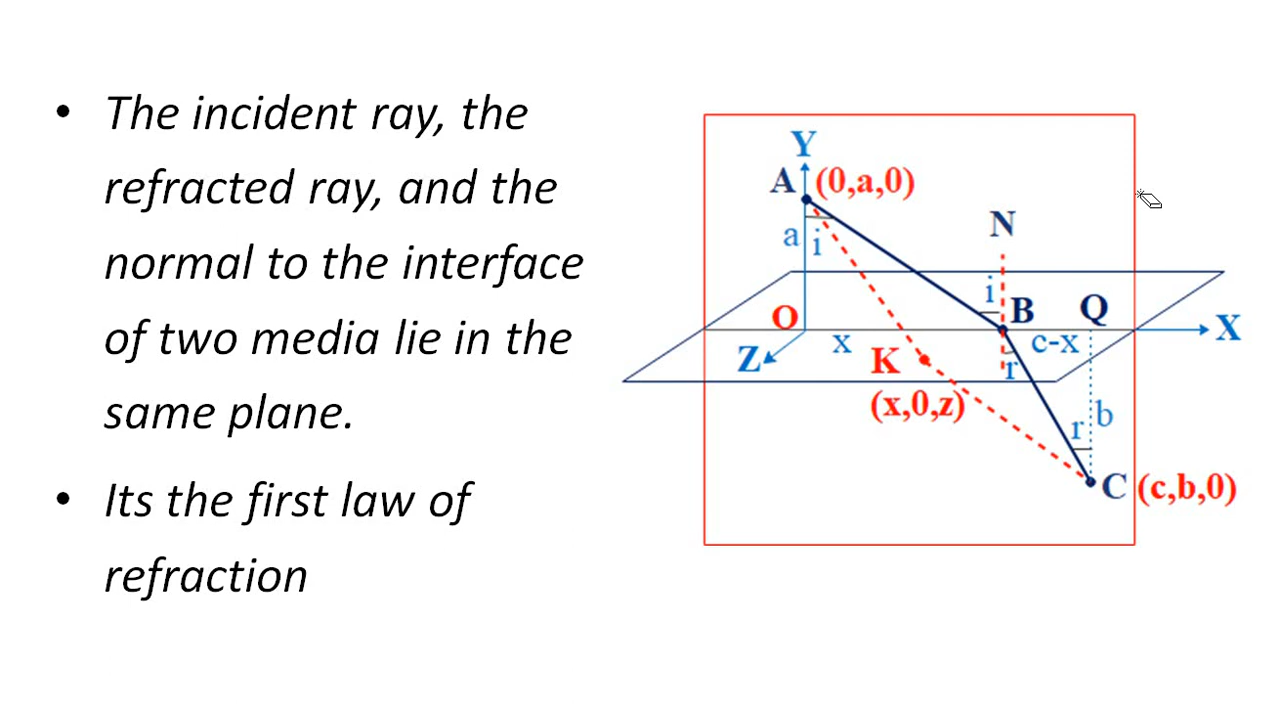 • The incident ray, the
refracted ray, and the
normal to the interface
of two media lie in the
same plane.
• Its the first law of
refraction
Y
A (0,a,0)
a i
N
i
O B Q
x c-x X
Z K r
(x,0,z)
r b
C (c,b,0)